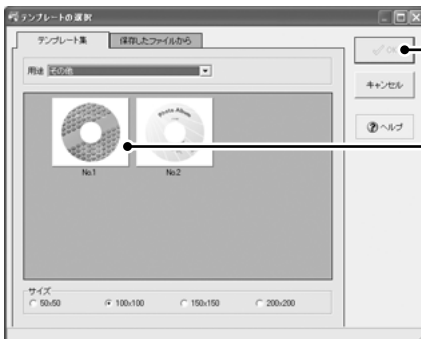 テンプレートの選択
テンプレート集
保存したファイルから
OK
用途 その他
キャンセル
ヘルプ
Photo Album
No.1
No.2
サイズ
50x50
100x100
150x150
200x200